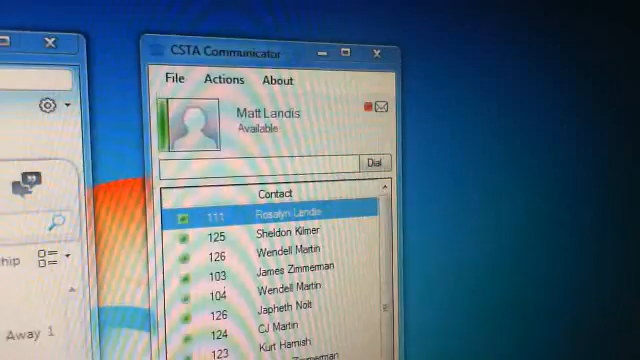 CSTA Communicator
File Actions About
Matt Landis
Available
Dial
Contact
111 Rosalyn Landis
125 Sheldon Kilmer
126 Wendell Martin
103 James Zimmerman
104 Wendell Martin
126 Japheth Nolt
124 CJ Martin
123 Kurt Harnish
Away 1